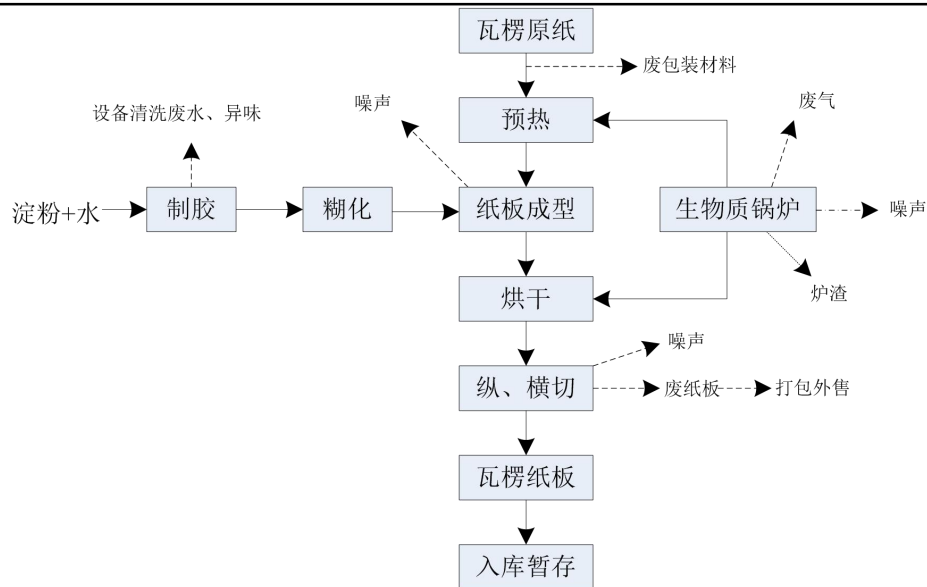 瓦楞原纸
废包装材料
噪声
废气
设备清洗废水、异味
预热
淀粉+水
制胶
糊化
纸板成型
生物质锅炉
噪声
炉渣
烘干
噪声
纵、横切
废纸板
打包外售
瓦楞纸板
入库暂存